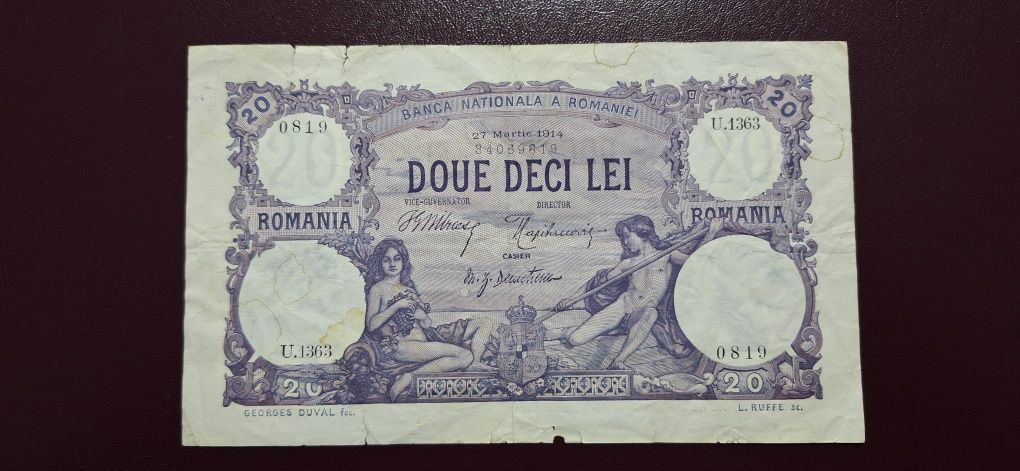 20
20
BANCA NATIONALA A ROMANIEI
0819
U.1363
27 Martie 1914
34069819
DOUE DECI LEI
VICE-GUVERNATOR
DIRECTOR
ROMANIA
ROMANIA
CASIER
U.1363
0819
20
20
GEORGES DUVAL fec.
L. RUFFE sc.